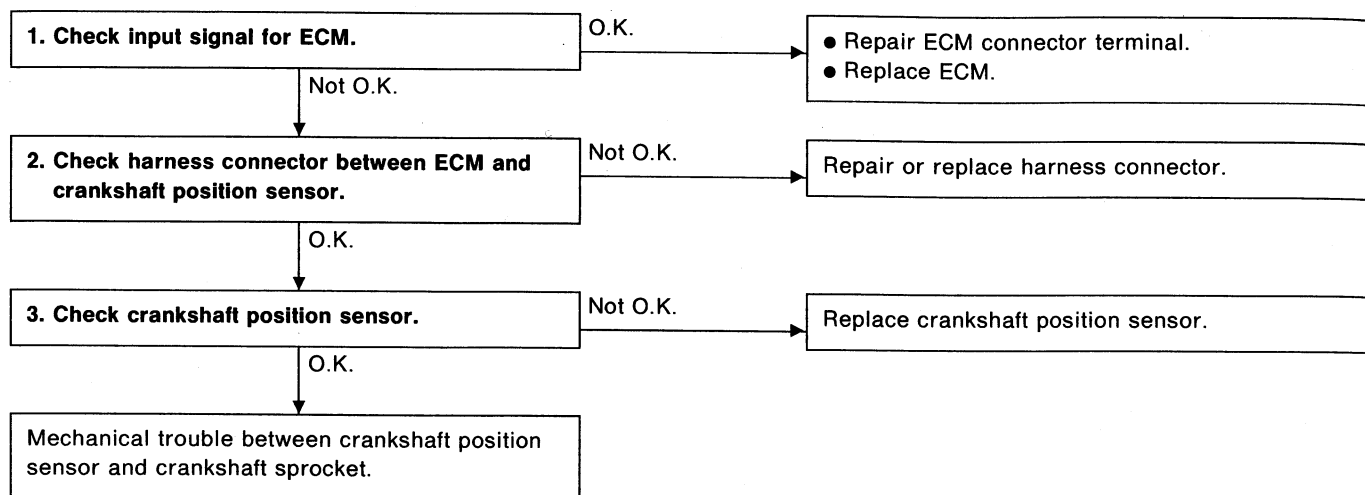 1. Check input signal for ECM.
O.K.
● Repair ECM connector terminal.
● Replace ECM.
Not O.K.
2. Check harness connector between ECM and
crankshaft position sensor.
Not O.K.
Repair or replace harness connector.
O.K.
3. Check crankshaft position sensor.
Not O.K.
Replace crankshaft position sensor.
O.K.
Mechanical trouble between crankshaft position
sensor and crankshaft sprocket.